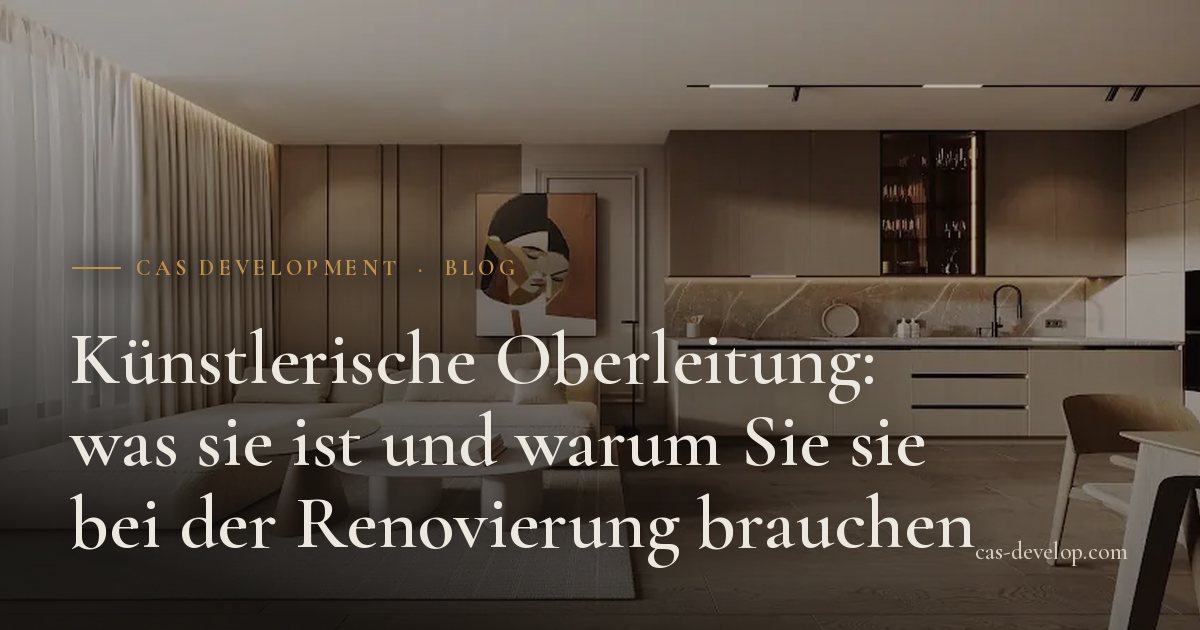 CAS DEVELOPMENT · BLOG
Künstlerische Oberleitung:
was sie ist und warum Sie sie
bei der Renovierung brauchen
cas-develop.com